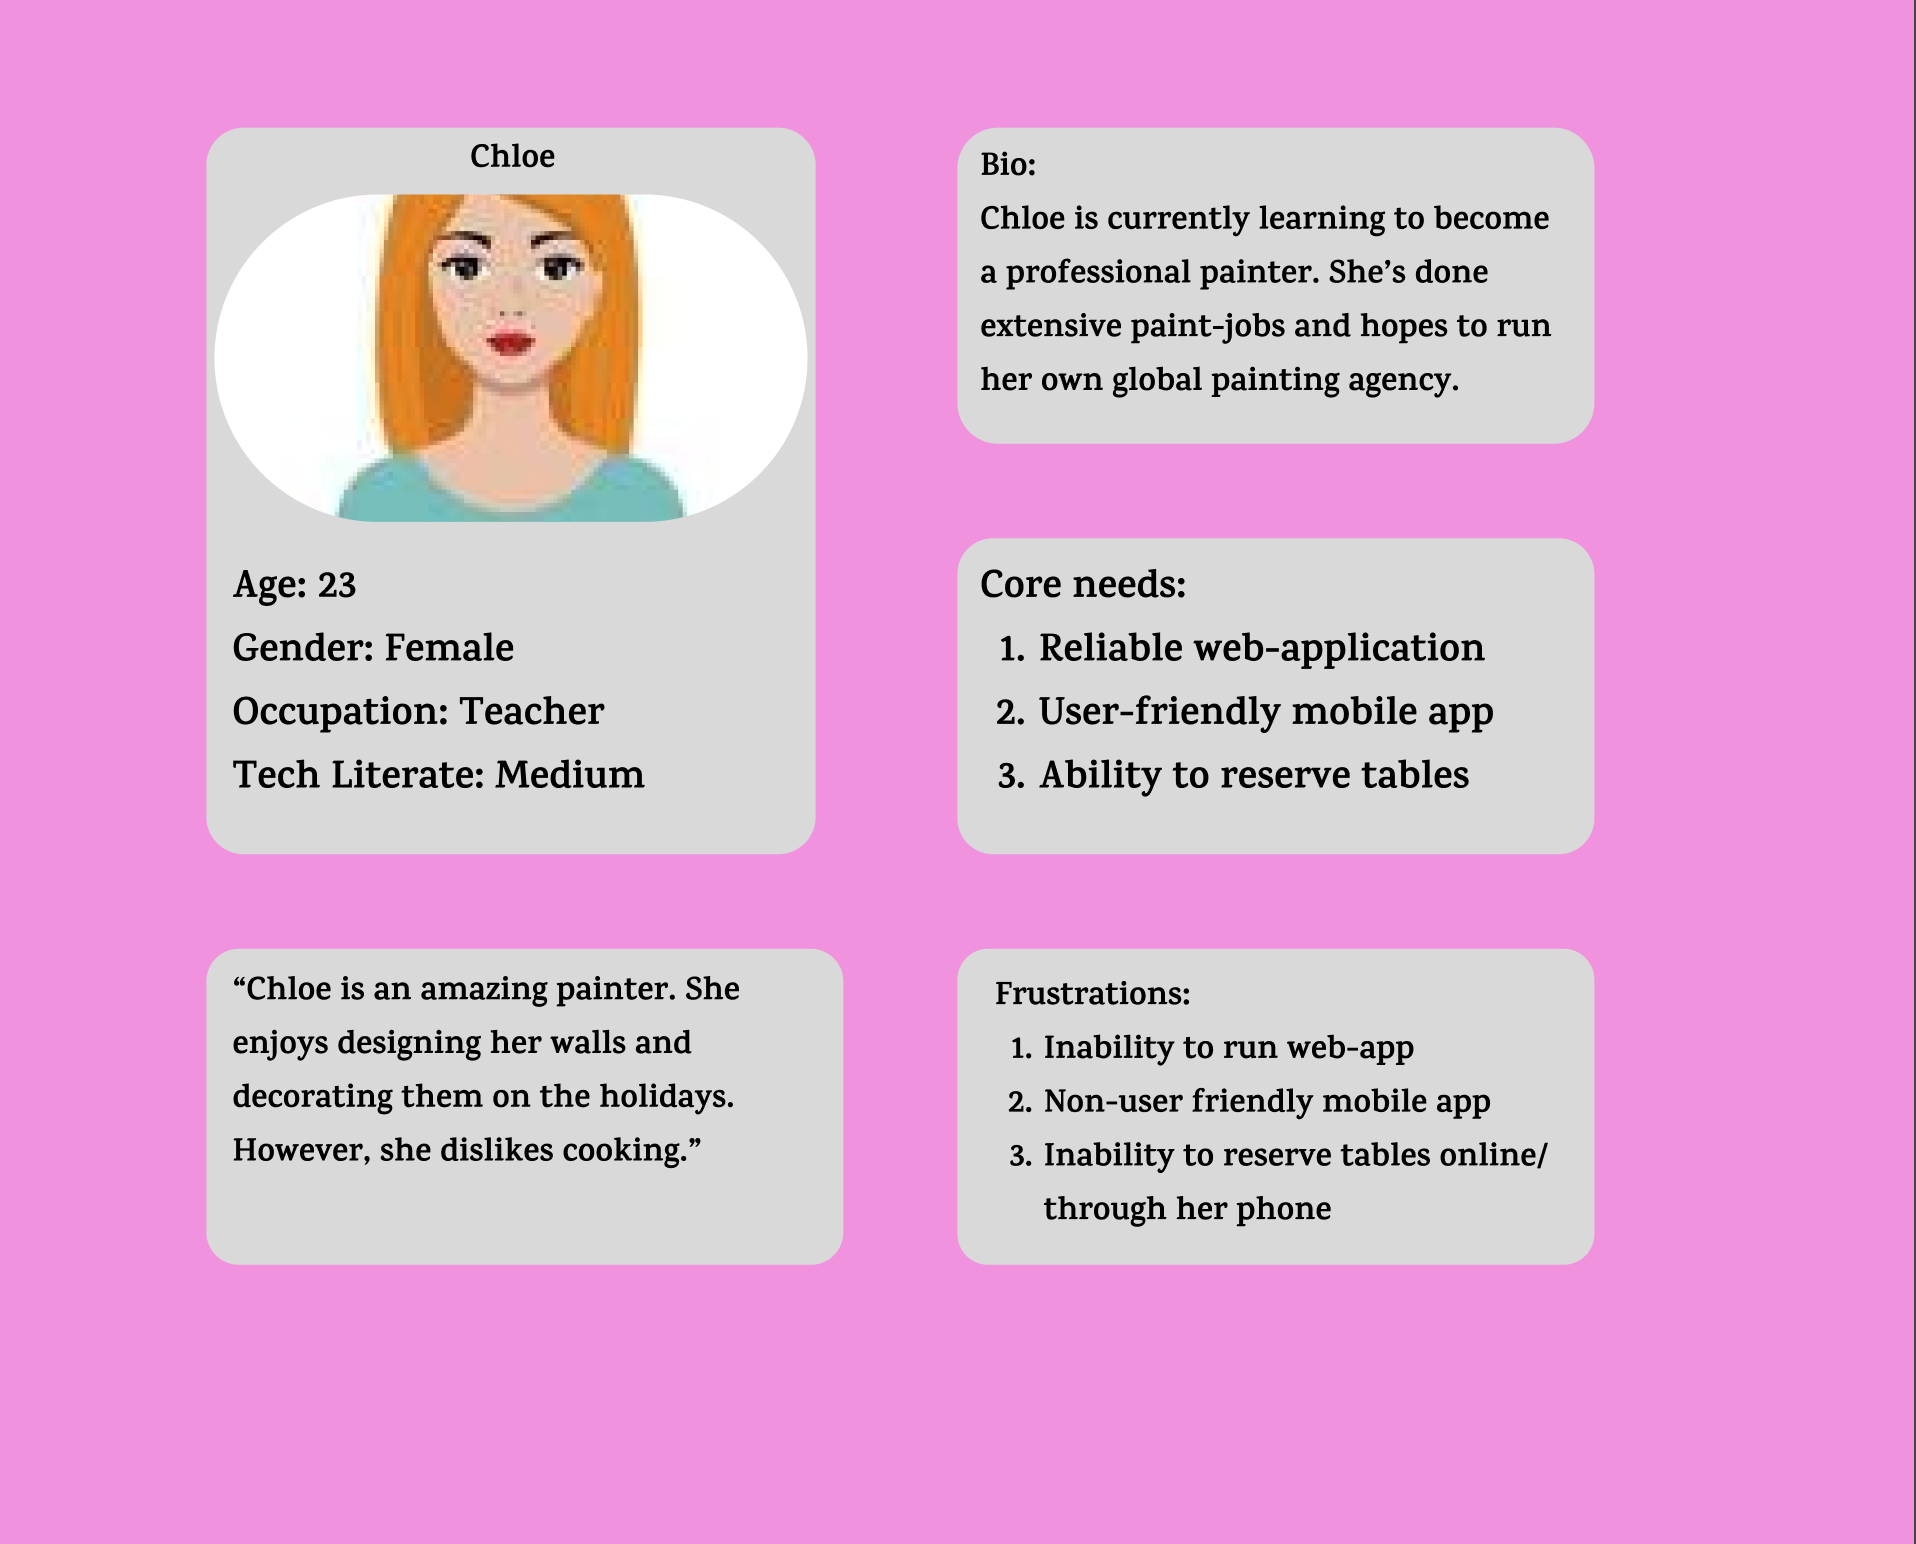 Chloe
Age: 23
Gender: Female
Occupation: Teacher
Tech Literate: Medium
Bio:
Chloe is currently learning to become
a professional painter. She’s done
extensive paint-jobs and hopes to run
her own global painting agency.
Core needs:
1. Reliable web-application
2. User-friendly mobile app
3. Ability to reserve tables
“Chloe is an amazing painter. She
enjoys designing her walls and
decorating them on the holidays.
However, she dislikes cooking.”
Frustrations:
1. Inability to run web-app
2. Non-user friendly mobile app
3. Inability to reserve tables online/
through her phone